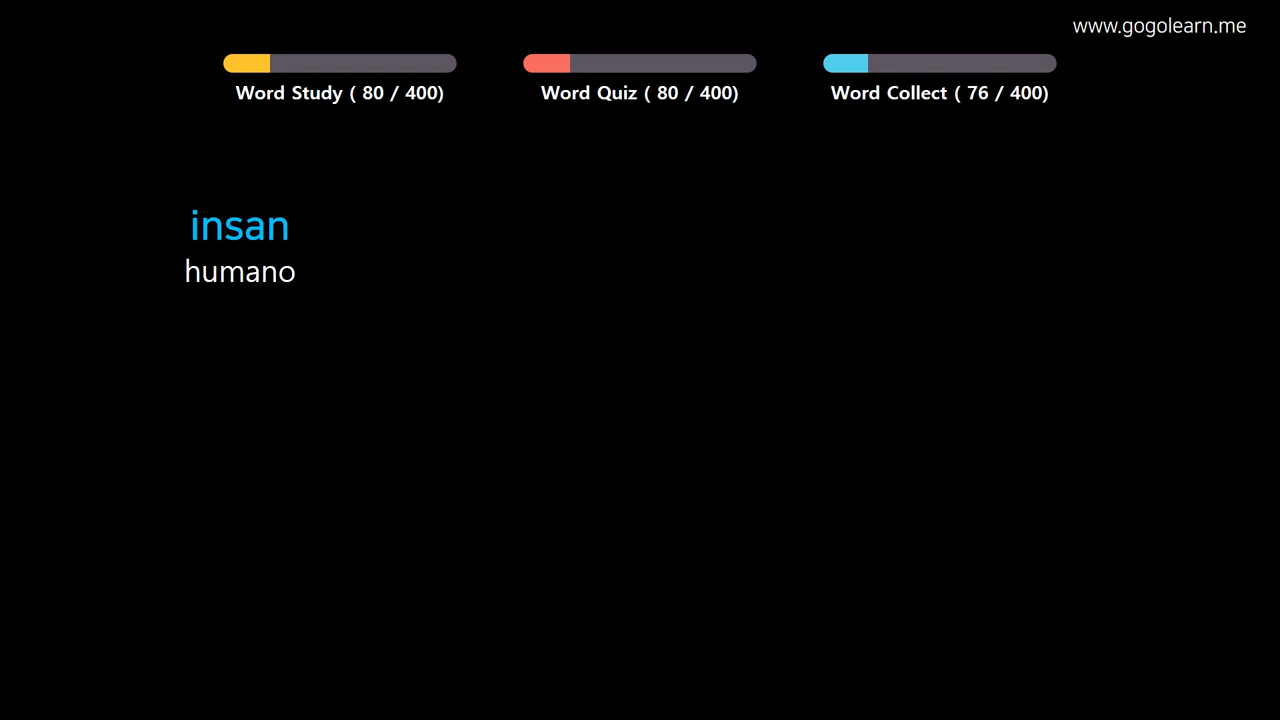 www.gogolearn.me
Word Study ( 80 / 400)
Word Quiz ( 80 / 400)
Word Collect ( 76 / 400)
insan
humano